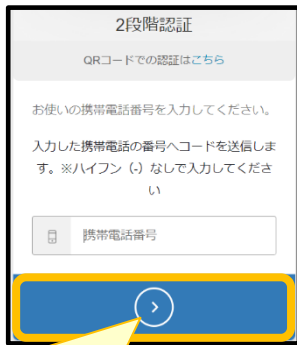 2段階認証
QRコードでの認証はこちら
お使いの携帯電話番号を入力してください。
入力した携帯電話の番号へコードを送信しま
す。※ハイフン（-）なしで入力してくださ
い
携帯電話番号